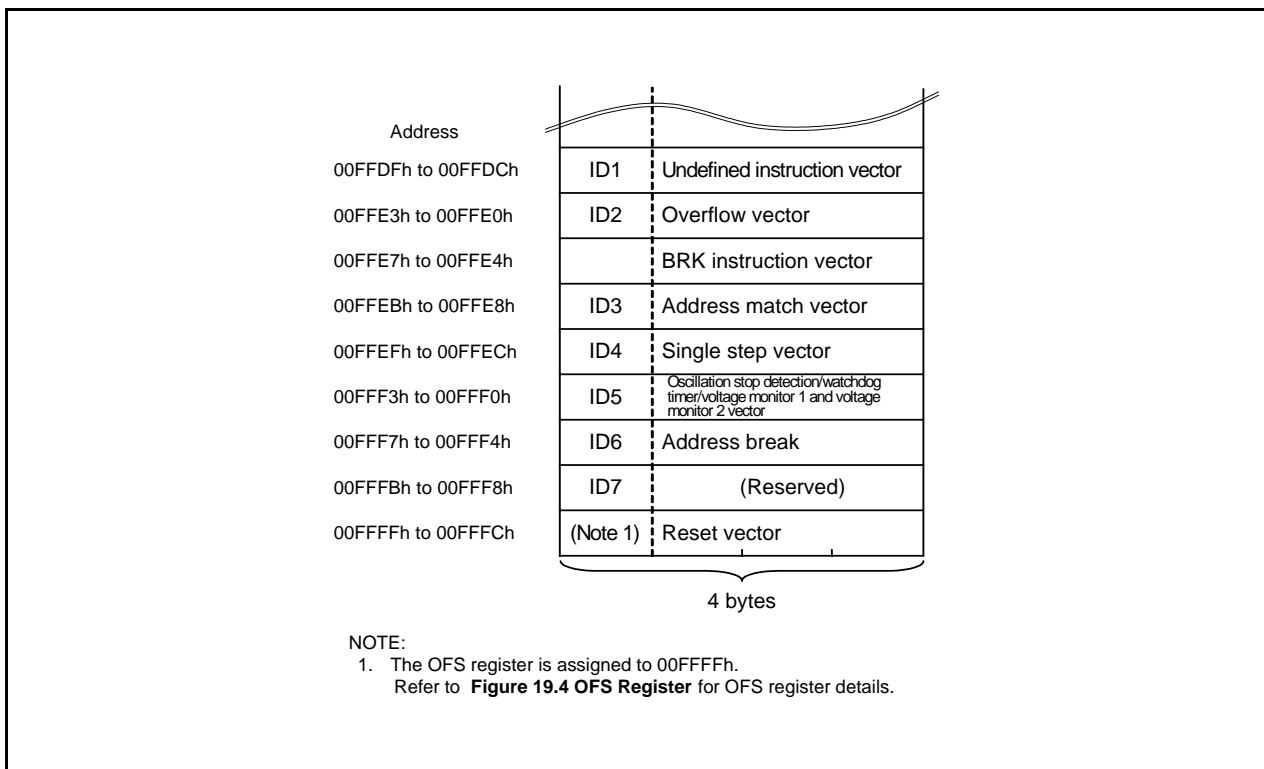 Address
00FFDFh to 00FFDCh ID1 Undefined instruction vector
00FFE3h to 00FFE0h ID2 Overflow vector
00FFE7h to 00FFE4h BRK instruction vector
00FFEBh to 00FFE8h ID3 Address match vector
00FFEFh to 00FFECh ID4 Single step vector
00FFF3h to 00FFF0h ID5 Oscillation stop detection/watchdog
timer/voltage monitor 1 and voltage
monitor 2 vector
00FFF7h to 00FFF4h ID6 Address break
00FFFBh to 00FFF8h ID7 (Reserved)
00FFFFh to 00FFFCh (Note 1) Reset vector
4 bytes
NOTE:
1. The OFS register is assigned to 00FFFFh.
Refer to Figure 19.4 OFS Register for OFS register details.